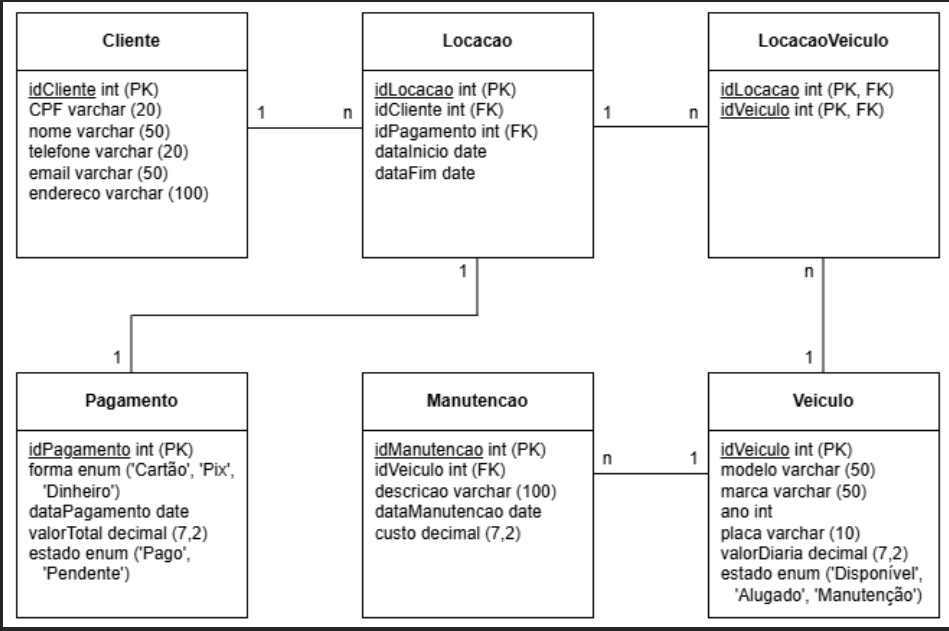 Cliente
idCliente int (PK)
CPF varchar (20)
nome varchar (50)
telefone varchar (20)
email varchar (50)
endereco varchar (100)
1
n
Locacao
idLocacao int (PK)
idCliente int (FK)
idPagamento int (FK)
dataInicio date
dataFim date
1
n
LocacaoVeiculo
idLocacao int (PK, FK)
idVeiculo int (PK, FK)
1
n
1
1
Pagamento
idPagamento int (PK)
forma enum ('Cartão', 'Pix',
'Dinheiro')
dataPagamento date
valorTotal decimal (7,2)
estado enum ('Pago',
'Pendente')
Manutencao
idManutencao int (PK)
idVeiculo int (FK)
descricao varchar (100)
dataManutencao date
custo decimal (7,2)
n
1
Veiculo
idVeiculo int (PK)
modelo varchar (50)
marca varchar (50)
ano int
placa varchar (10)
valorDiaria decimal (7,2)
estado enum ('Disponível',
'Alugado', 'Manutenção')